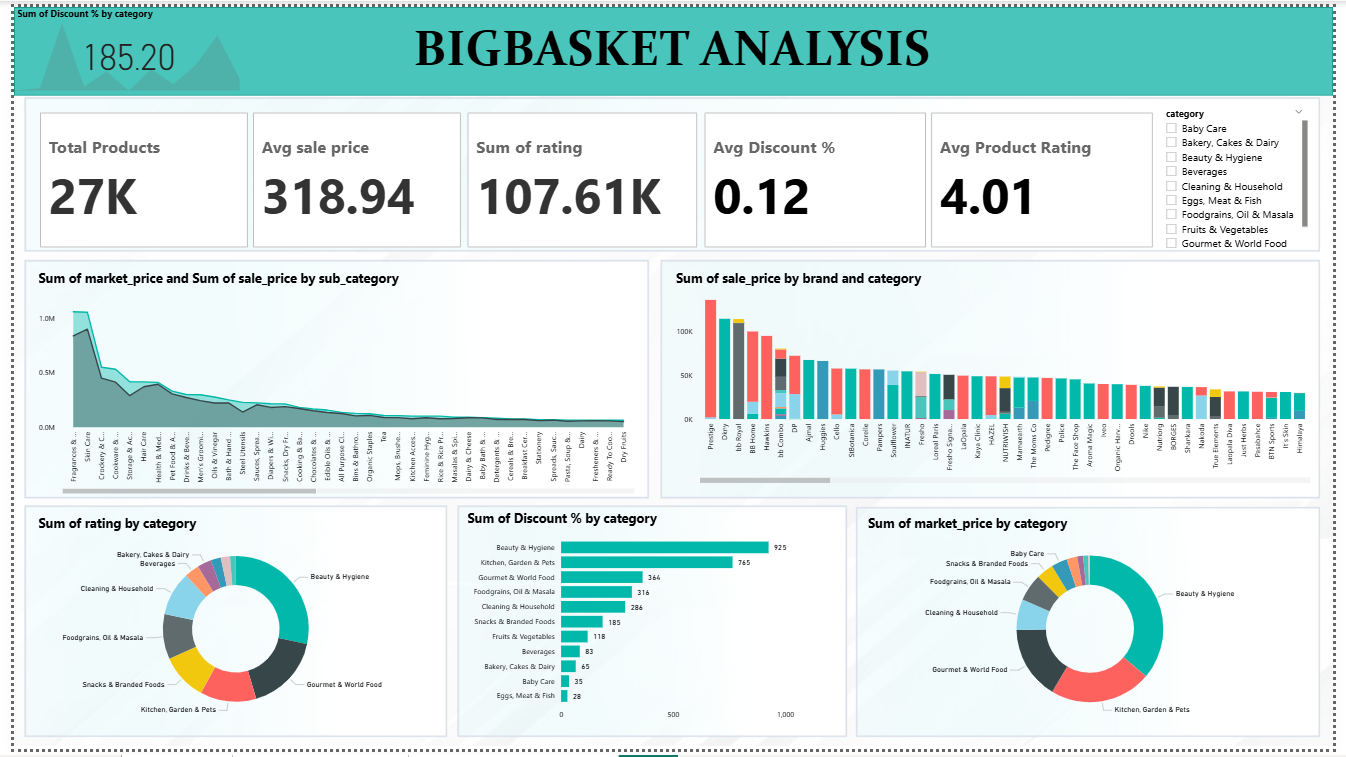 Sum of Discount % by category
185.20
BIGBASKET ANALYSIS
Total Products
27K
Avg sale price
318.94
Sum of rating
107.61K
Avg Discount %
0.12
Avg Product Rating
4.01
category
Baby Care
Bakery, Cakes & Dairy
Beauty & Hygiene
Beverages
Cleaning & Household
Eggs, Meat & Fish
Foodgrains, Oil & Masala
Fruits & Vegetables
Gourmet & World Food
Sum of market_price and Sum of sale_price by sub_category
1.0M
0.5M
0.0M
Fragrances & ...
Skin Care
Crockery & C...
Cookware & ...
Storage & Ac...
Hair Care
Health & Med...
Pet Food & A...
Drinks & Beve...
Men's Groomi...
Oils & Vinegar
Bath & Hand ...
Steel Utensils
Sauces, Sprea...
Diapers & Wi...
Snacks, Dry Fr...
Cooking & Ba...
Chocolates & ...
Edible Oils & ...
All Purpose Cl...
Bins & Bathro...
Organic Staples
Tea
Mops, Brushe...
Kitchen Acces...
Feminine Hyg...
Rice & Rice Pr...
Masalas & Spi...
Dairy & Cheese
Baby Bath & ...
Detergents & ...
Cereals & Bre...
Breakfast Cer...
Stationery
Spreads, Sauc...
Pasta, Soup & ...
Dairy
Fresheners & ...
Ready To Coo...
Dry Fruits
Sum of sale_price by brand and category
100K
50K
0K
Prestige
Dkry
bb Royal
BB Home
Hawkins
bb Combo
DP
Ajmal
Huggies
Cello
StBotanica
Corelle
Pampers
Soulflower
INATUR
Fresho
Loreal Paris
Fresho Signa...
LaOpala
Kaya Clinic
HAZEL
NUTRIWISH
Mamaearth
The Moms Co
Pedigree
Police
The Face Shop
Aroma Magic
Iveo
Organic Harv...
Drools
Nike
Nutriorg
BORGES
Sharkara
Nakoda
True Elements
Laopala Diva
Just Herbs
Pasabahce
BTN Sports
It's Skin
Himalaya
Sum of rating by category
Bakery, Cakes & Dairy
Beverages
Cleaning & Household
Foodgrains, Oil & Masala
Snacks & Branded Foods
Kitchen, Garden & Pets
Beauty & Hygiene
Gourmet & World Food
Sum of Discount % by category
Beauty & Hygiene 925
Kitchen, Garden & Pets 765
Gourmet & World Food 364
Foodgrains, Oil & Masala 316
Cleaning & Household 286
Snacks & Branded Foods 185
Fruits & Vegetables 118
Beverages 83
Bakery, Cakes & Dairy 65
Baby Care 35
Eggs, Meat & Fish 28
0 500 1,000
Sum of market_price by category
Baby Care
Snacks & Branded Foods
Foodgrains, Oil & Masala
Cleaning & Household
Gourmet & World Food
Beauty & Hygiene
Kitchen, Garden & Pets